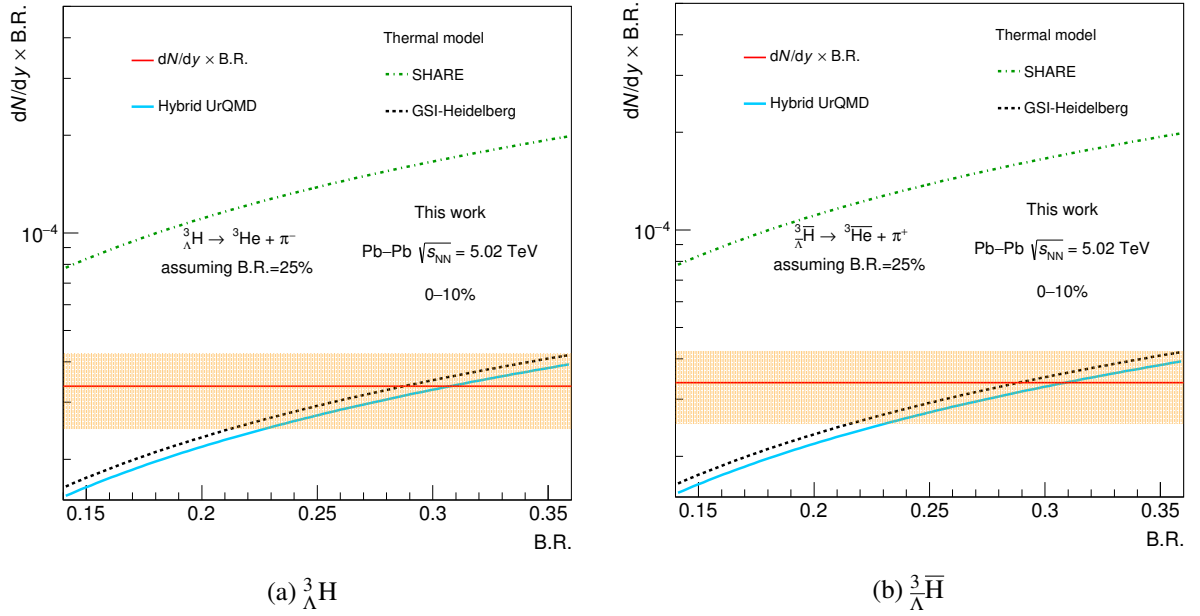 dN/dy × B.R.
dN/dy × B.R.
Hybrid UrQMD
Thermal model
SHARE
GSI-Heidelberg
10⁻⁴
³ΛH → ³He + π⁻
assuming B.R.=25%
This work
Pb–Pb √sNN = 5.02 TeV
0–10%
0.15 0.2 0.25 0.3 0.35
B.R.
(a) ³ΛH
dN/dy × B.R.
dN/dy × B.R.
Hybrid UrQMD
Thermal model
SHARE
GSI-Heidelberg
10⁻⁴
³Λ̅H̅ → ³H̅e̅ + π⁺
assuming B.R.=25%
This work
Pb–Pb √sNN = 5.02 TeV
0–10%
0.15 0.2 0.25 0.3 0.35
B.R.
(b) ³Λ̅H̅